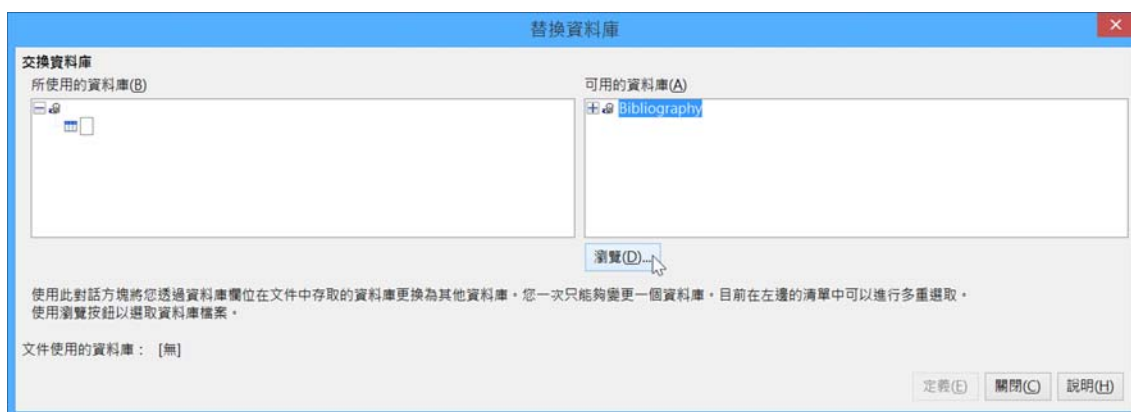 替換資料庫
交換資料庫
所使用的資料庫(B)
可用的資料庫(A)
Bibliography
瀏覽(D)...
使用此對話方塊將您透過資料庫欄位在文件中存取的資料庫更換為其他資料庫。您一次只能夠變更一個資料庫。目前在左邊的清單中可以進行多重選取。
使用瀏覽按鈕以選取資料庫檔案。
文件使用的資料庫： [無]
定義(E) 關閉(C) 說明(H)